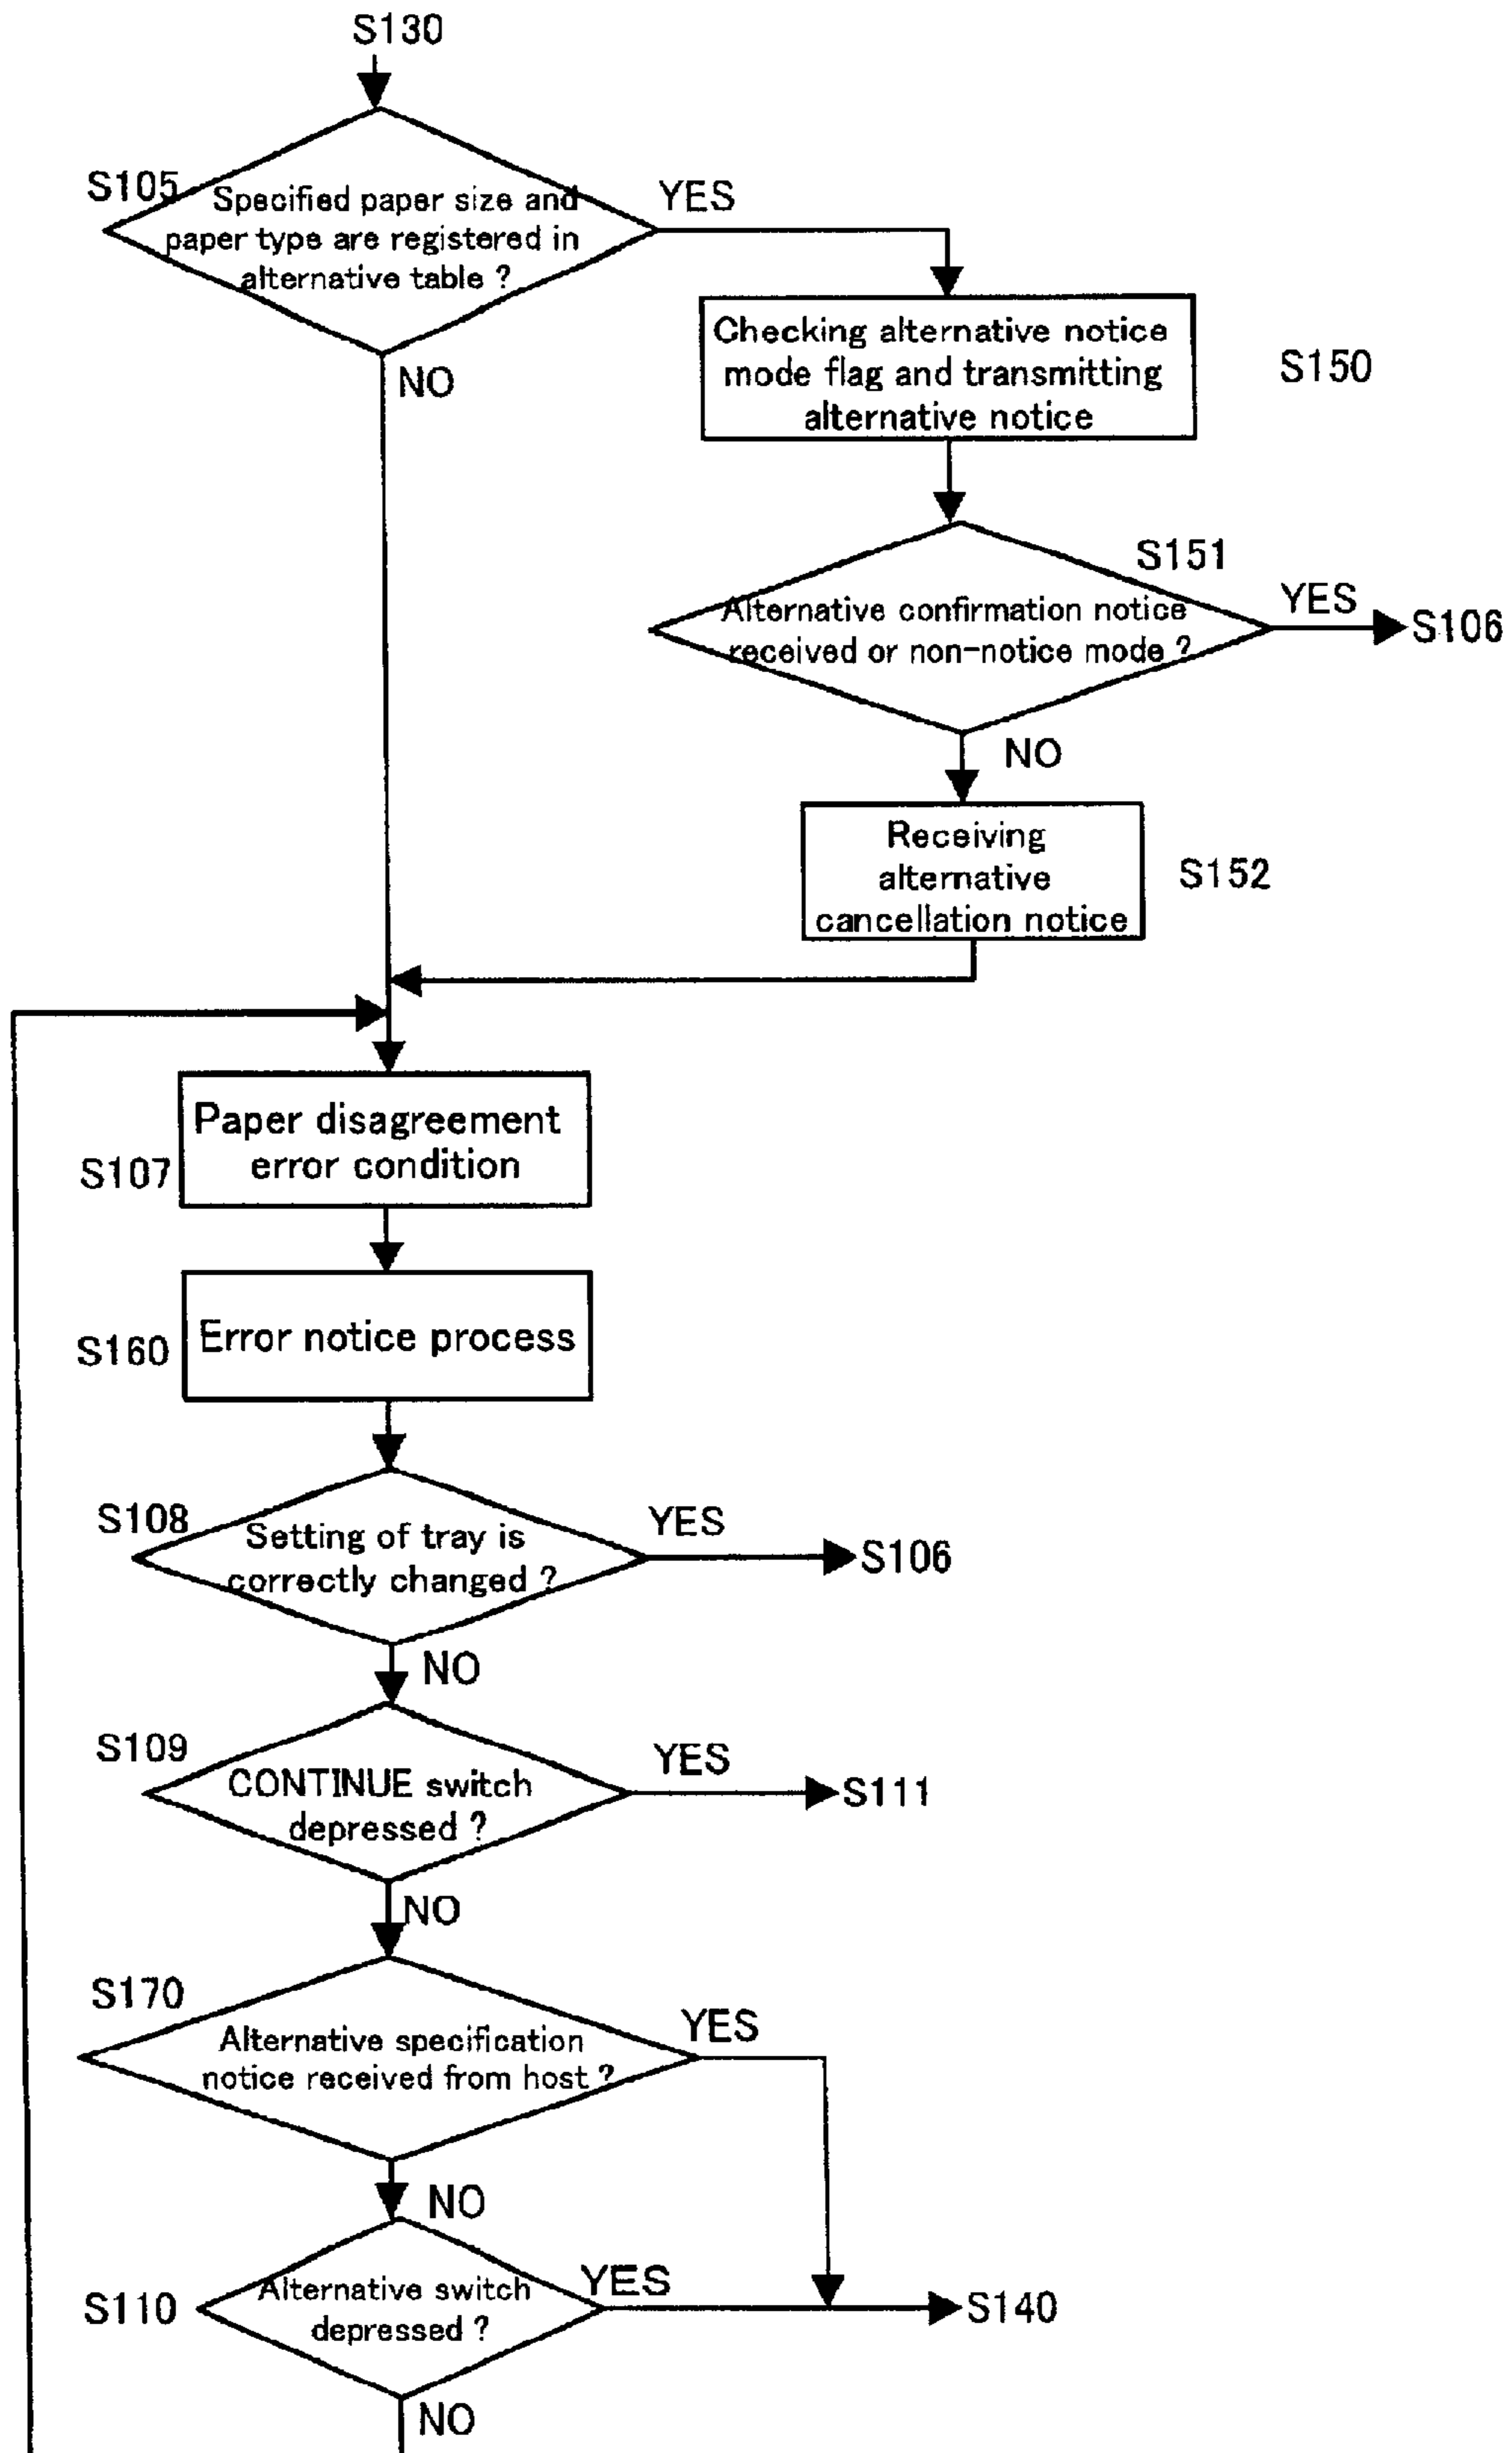 S130
S105
Specified paper size and
paper type are registered in
alternative table ?
YES
NO
Checking alternative notice
mode flag and transmitting
alternative notice
S150
S151
Alternative confirmation notice
received or non-notice mode ?
YES
S106
NO
Receiving
alternative
cancellation notice
S152
Paper disagreement
error condition
S107
Error notice process
S160
S108
Setting of tray is
correctly changed ?
YES
S106
NO
S109
CONTINUE switch
depressed ?
YES
S111
NO
S170
Alternative specification
notice received from host ?
YES
NO
S110
Alternative switch
depressed ?
YES
S140
NO